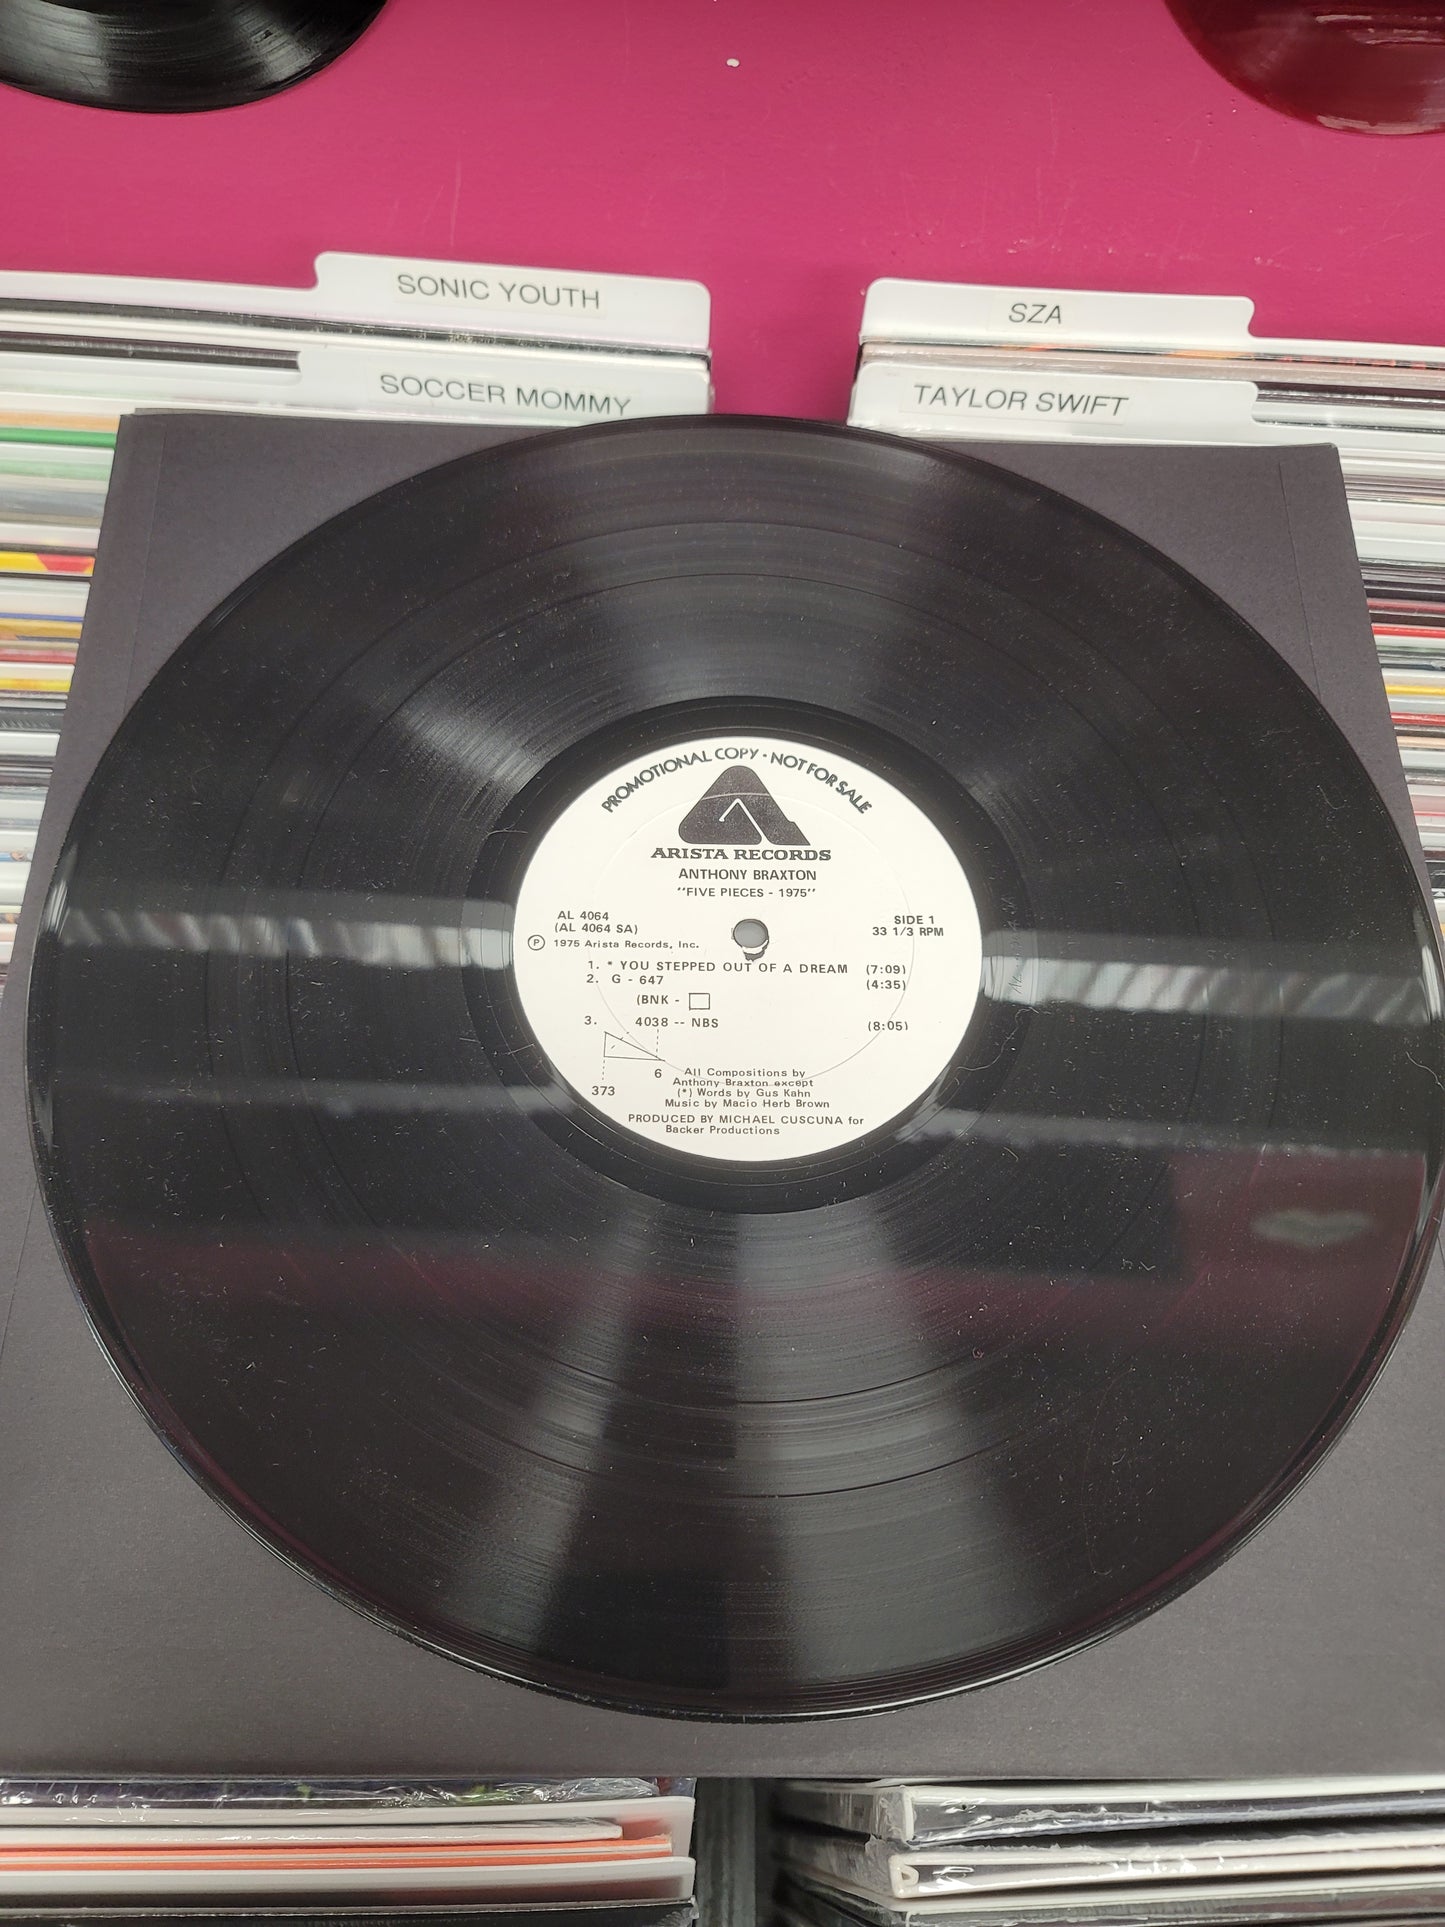 SONIC YOUTH
SZA
SOCCER MOMMY
TAYLOR SWIFT
PROMOTIONAL COPY · NOT FOR SALE
ARISTA RECORDS
ANTHONY BRAXTON
"FIVE PIECES - 1975"
AL 4064
(AL 4064 SA)
Ⓟ 1975 Arista Records, Inc.
SIDE 1
33 1/3 RPM
1. * YOU STEPPED OUT OF A DREAM (7:09)
2. G - 647 (4:35)
(BNK - □
3. 4038 -- NBS (8:05)
6
373
All Compositions by
Anthony Braxton except
(*) Words by Gus Kahn
Music by Macio Herb Brown
PRODUCED BY MICHAEL CUSCUNA for
Backer Productions